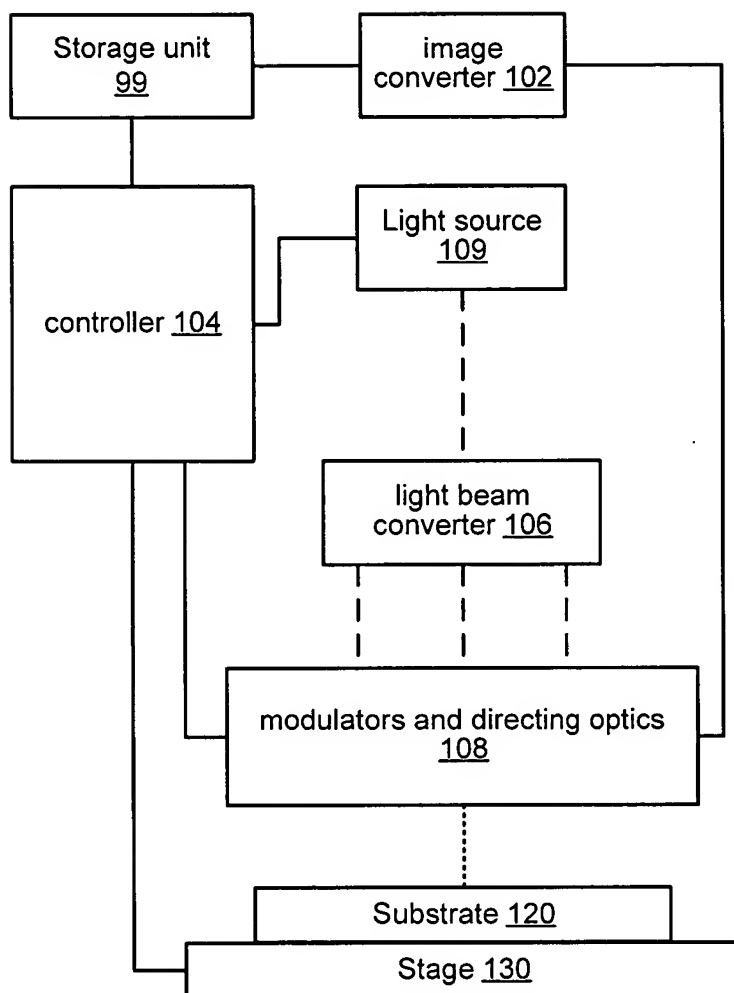 Storage unit
99
image
converter 102
Light source
109
controller 104
light beam
converter 106
modulators and directing optics
108
Substrate 120
Stage 130